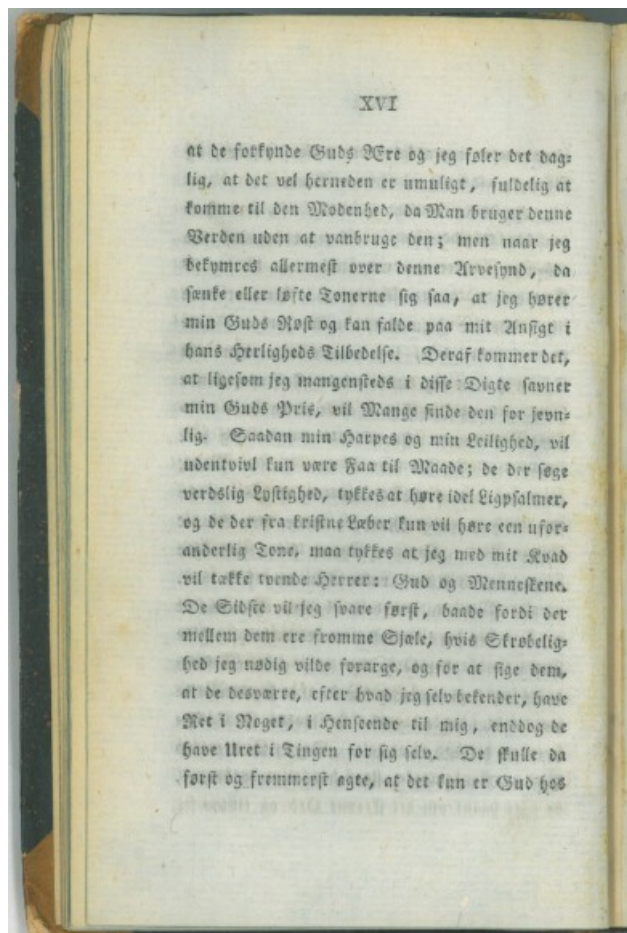 XVI
at de forkynde Guds Ære og jeg føler det dag-
lig, at det vel herneden er umuligt, fuldelig at
komme til den Modenhed, da Man bruger denne
Verden uden at vanbruge den; men naar jeg
bekymres allermest over denne Arvesynd, da
sænke eller løfte Tonerne sig saa, at jeg hører
min Guds Røst og kan falde paa mit Ansigt i
hans Herligheds Tilbedelse. Deraf kommer det,
at ligesom jeg mangensteds i disse Digte savner
min Guds Pris, vil Mange finde den for jevn-
lig. Saadan min Harpes og min Leilighed, vil
udentvivl kun være Faa til Maade; de der søge
verdslig Lystighed, tykkes at høre idel Ligpsalmer,
og de der fra kristne Læber kun vil høre een ufor-
anderlig Tone, maa tykkes at jeg med mit Kvad
vil tække tvende Herrer: Gud og Menneskene.
De Sidste vil jeg svare først, baade fordi der
mellem dem ere fromme Sjæle, hvis Skrøbelig-
hed jeg nødig vilde forarge, og for at sige dem,
at de desværre, efter hvad jeg selv bekender, have
Ret i Noget, i Henseende til mig, enddog de
have Uret i Tingen for sig selv. De skulle da
først og fremmerst agte, at det kun er Gud hos